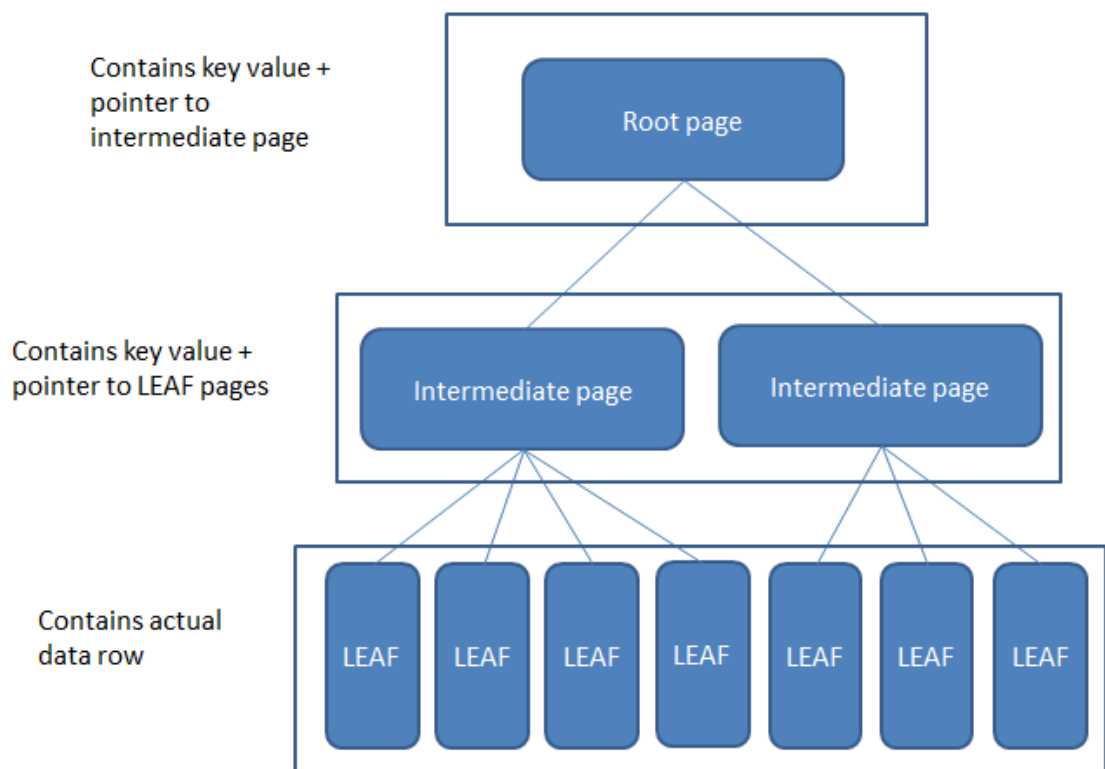 Contains key value +
pointer to
intermediate page
Root page
Contains key value +
pointer to LEAF pages
Intermediate page
Intermediate page
Contains actual
data row
LEAF
LEAF
LEAF
LEAF
LEAF
LEAF
LEAF